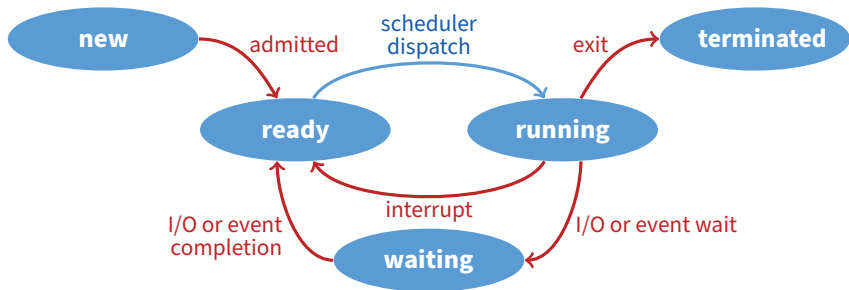 new
admitted
scheduler
dispatch
exit
terminated
ready
running
interrupt
I/O or event
completion
I/O or event wait
waiting